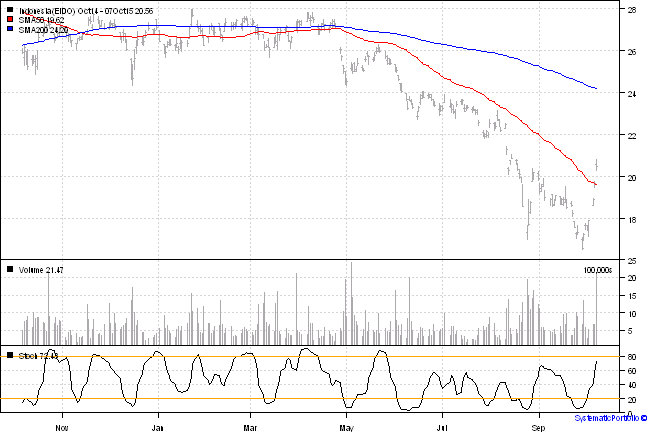 Indonesia(EIDO) Oct14 - 07Oct15 20.56
SMA50 19.62
SMA200 24.20
28
26
24
22
20
18
Volume 21.47
100,000s
25
20
15
10
5
Stoch 72.43
80
60
40
20
0
Nov
Jan
Mar
May
Jul
Sep
SystematicPortfolio ©